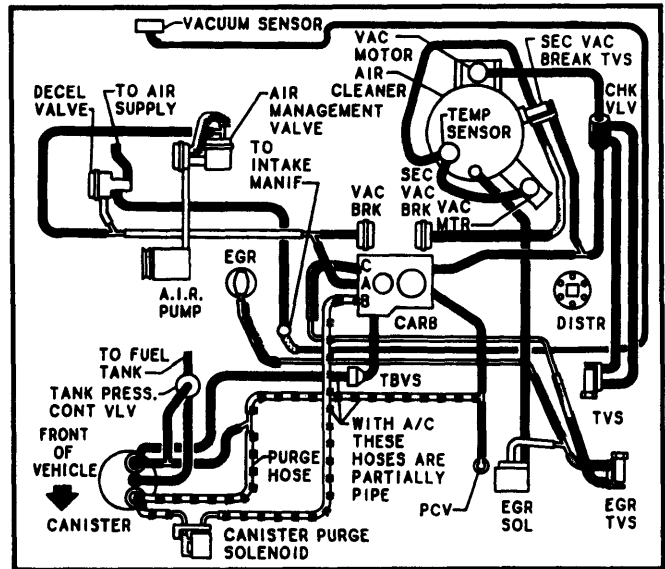 VACUUM SENSOR
VAC
MOTOR
AIR
CLEANER
SEC VAC
BREAK TVS
DECEL
VALVE
TO AIR
SUPPLY
AIR
MANAGEMENT
VALVE
CHK
VLV
TEMP
SENSOR
TO
INTAKE
MANIF
VAC
BRK
SEC
VAC
BRK
VAC
MTR
EGR
C
A
B
A.I.R.
PUMP
CARB
DISTR
TO FUEL
TANK
TANK PRESS.
CONT VLV
TBVS
TVS
FRONT
OF
VEHICLE
PURGE
HOSE
WITH A/C
THESE
HOSES ARE
PARTIALLY
PIPE
PCV
EGR
SOL
EGR
TVS
CANISTER
CANISTER PURGE
SOLENOID